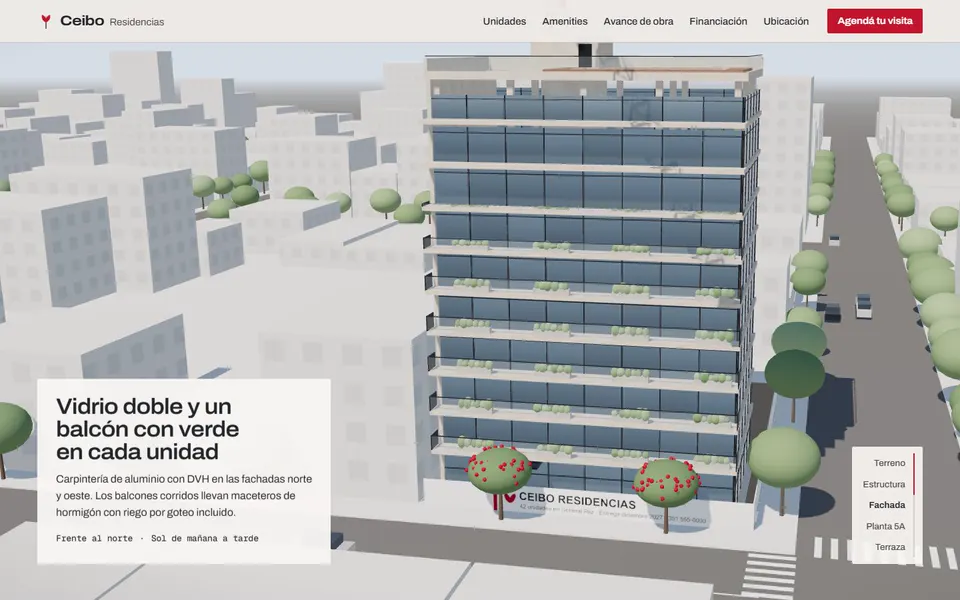 Ceibo Residencias
Unidades Amenities Avance de obra Financiación Ubicación Agendá tu visita
CEIBO RESIDENCIAS
42 unidades en
Vidrio doble y un
balcón con verde
en cada unidad
Carpintería de aluminio con DVH en las fachadas norte
y oeste. Los balcones corridos llevan maceteros de
hormigón con riego por goteo incluido.
Frente al norte · Sol de mañana a tarde
Terreno
Estructura
Fachada
Planta 5A
Terraza